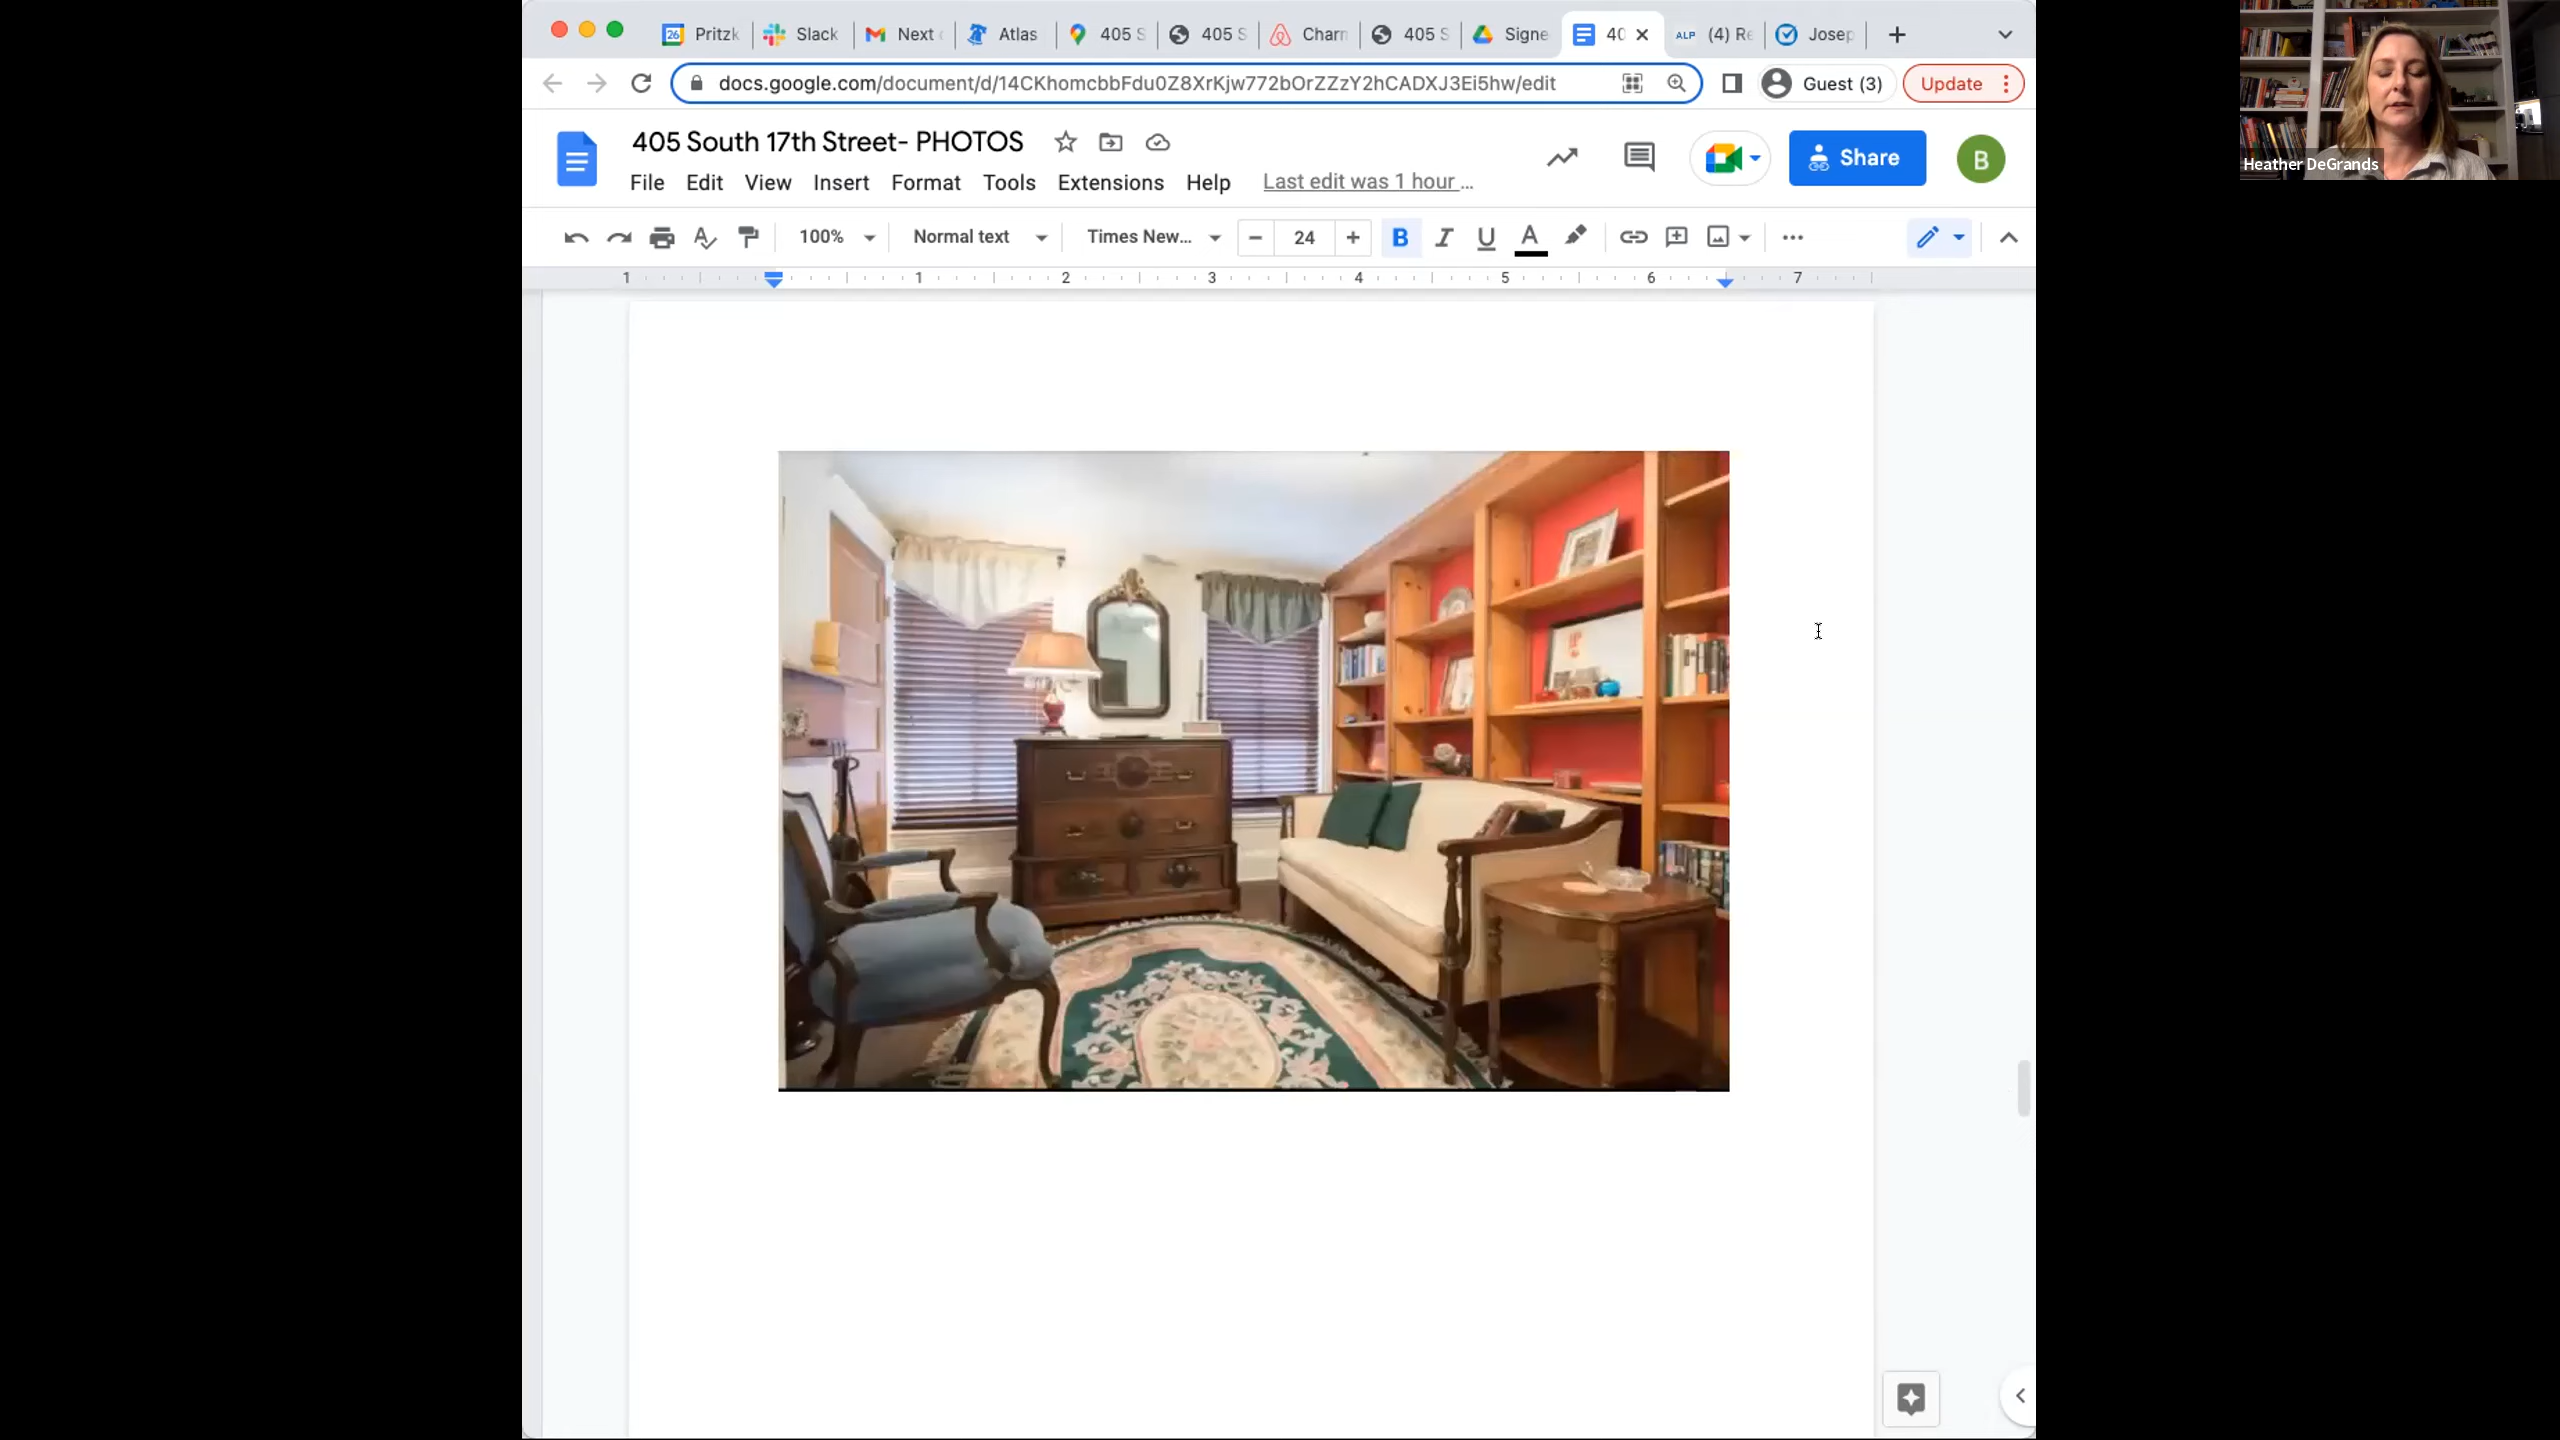 26 Pritzk Slack Next Atlas 405 S 405 S Charr 405 S Signe 40 ALP (4) Re Josep
docs.google.com/document/d/14CKhomcbbFdu0Z8XrKjw772bOrZZzY2hCADXJ3Ei5hw/edit Guest (3) Update
405 South 17th Street- PHOTOS
File Edit View Insert Format Tools Extensions Help Last edit was 1 hour ... Share B
100% Normal text Times New... 24 B I U A
1 1 2 3 4 5 6 7
Heather DeGrands